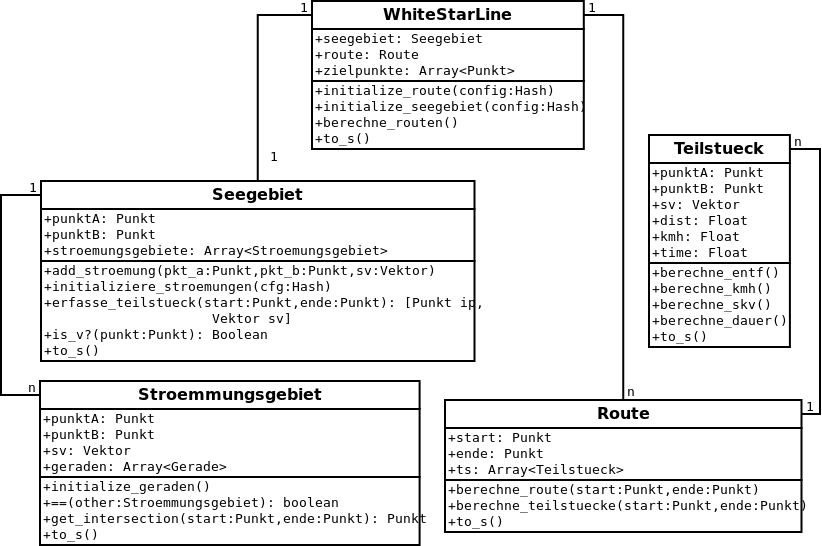 1
WhiteStarLine
1
+seegebiet: Seegebiet
+route: Route
+zielpunkte: Array<Punkt>
+initialize_route(config:Hash)
+initialize_seegebiet(config:Hash)
+berechne_routen()
+to_s()
1
1
Seegebiet
+punktA: Punkt
+punktB: Punkt
+stroemungsgebiete: Array<Stroemungsgebiet>
+add_stroemung(pkt_a:Punkt,pkt_b:Punkt,sv:Vektor)
+initializiere_stroemungen(cfg:Hash)
+erfasse_teilstueck(start:Punkt,ende:Punkt): [Punkt ip,
Vektor sv]
+is_v?(punkt:Punkt): Boolean
+to_s()
Teilstueck
n
+punktA: Punkt
+punktB: Punkt
+sv: Vektor
+dist: Float
+kmh: Float
+time: Float
+berechne_entf()
+berechne_kmh()
+berechne_skv()
+berechne_dauer()
+to_s()
n
Stroemmungsgebiet
+punktA: Punkt
+punktB: Punkt
+sv: Vektor
+geraden: Array<Gerade>
+initialize_geraden()
+==(other:Stroemmungsgebiet): boolean
+get_intersection(start:Punkt,ende:Punkt): Punkt
+to_s()
n
Route
1
+start: Punkt
+ende: Punkt
+ts: Array<Teilstueck>
+berechne_route(start:Punkt,ende:Punkt)
+berechne_teilstuecke(start:Punkt,ende:Punkt)
+to_s()